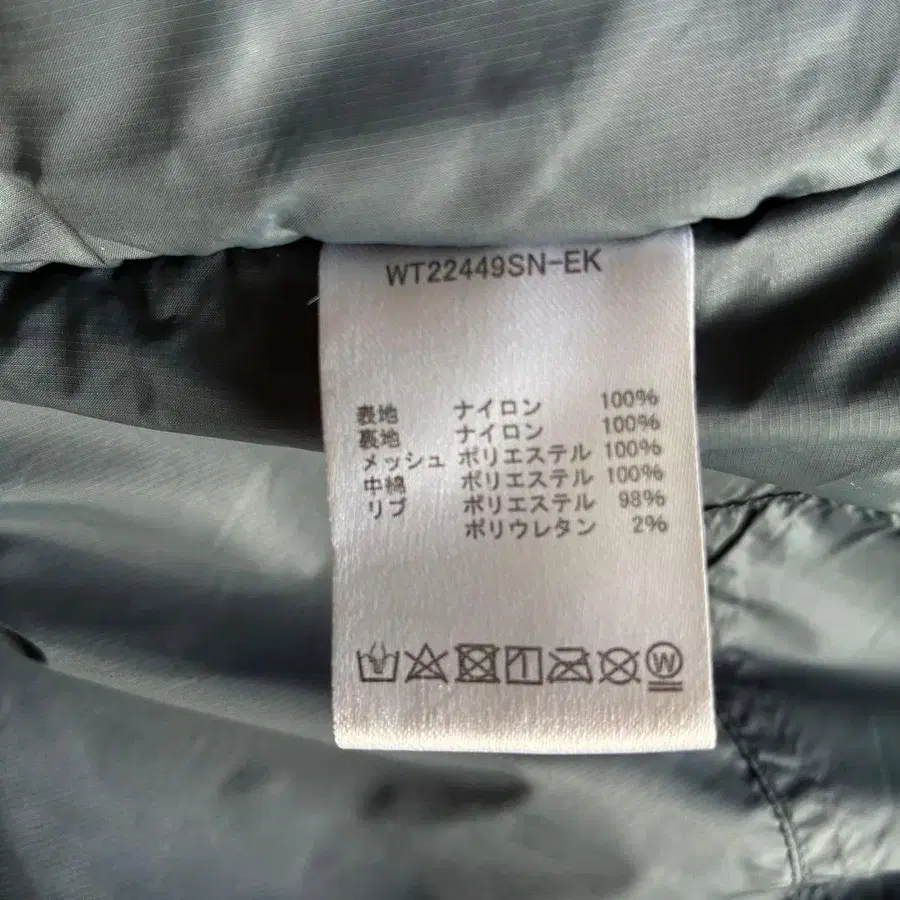 WT22449SN-EK
表地 ナイロン 100%
裏地 ナイロン 100%
メッシュ ポリエステル 100%
中綿 ポリエステル 100%
リブ ポリエステル 98%
ポリウレタン 2%
W